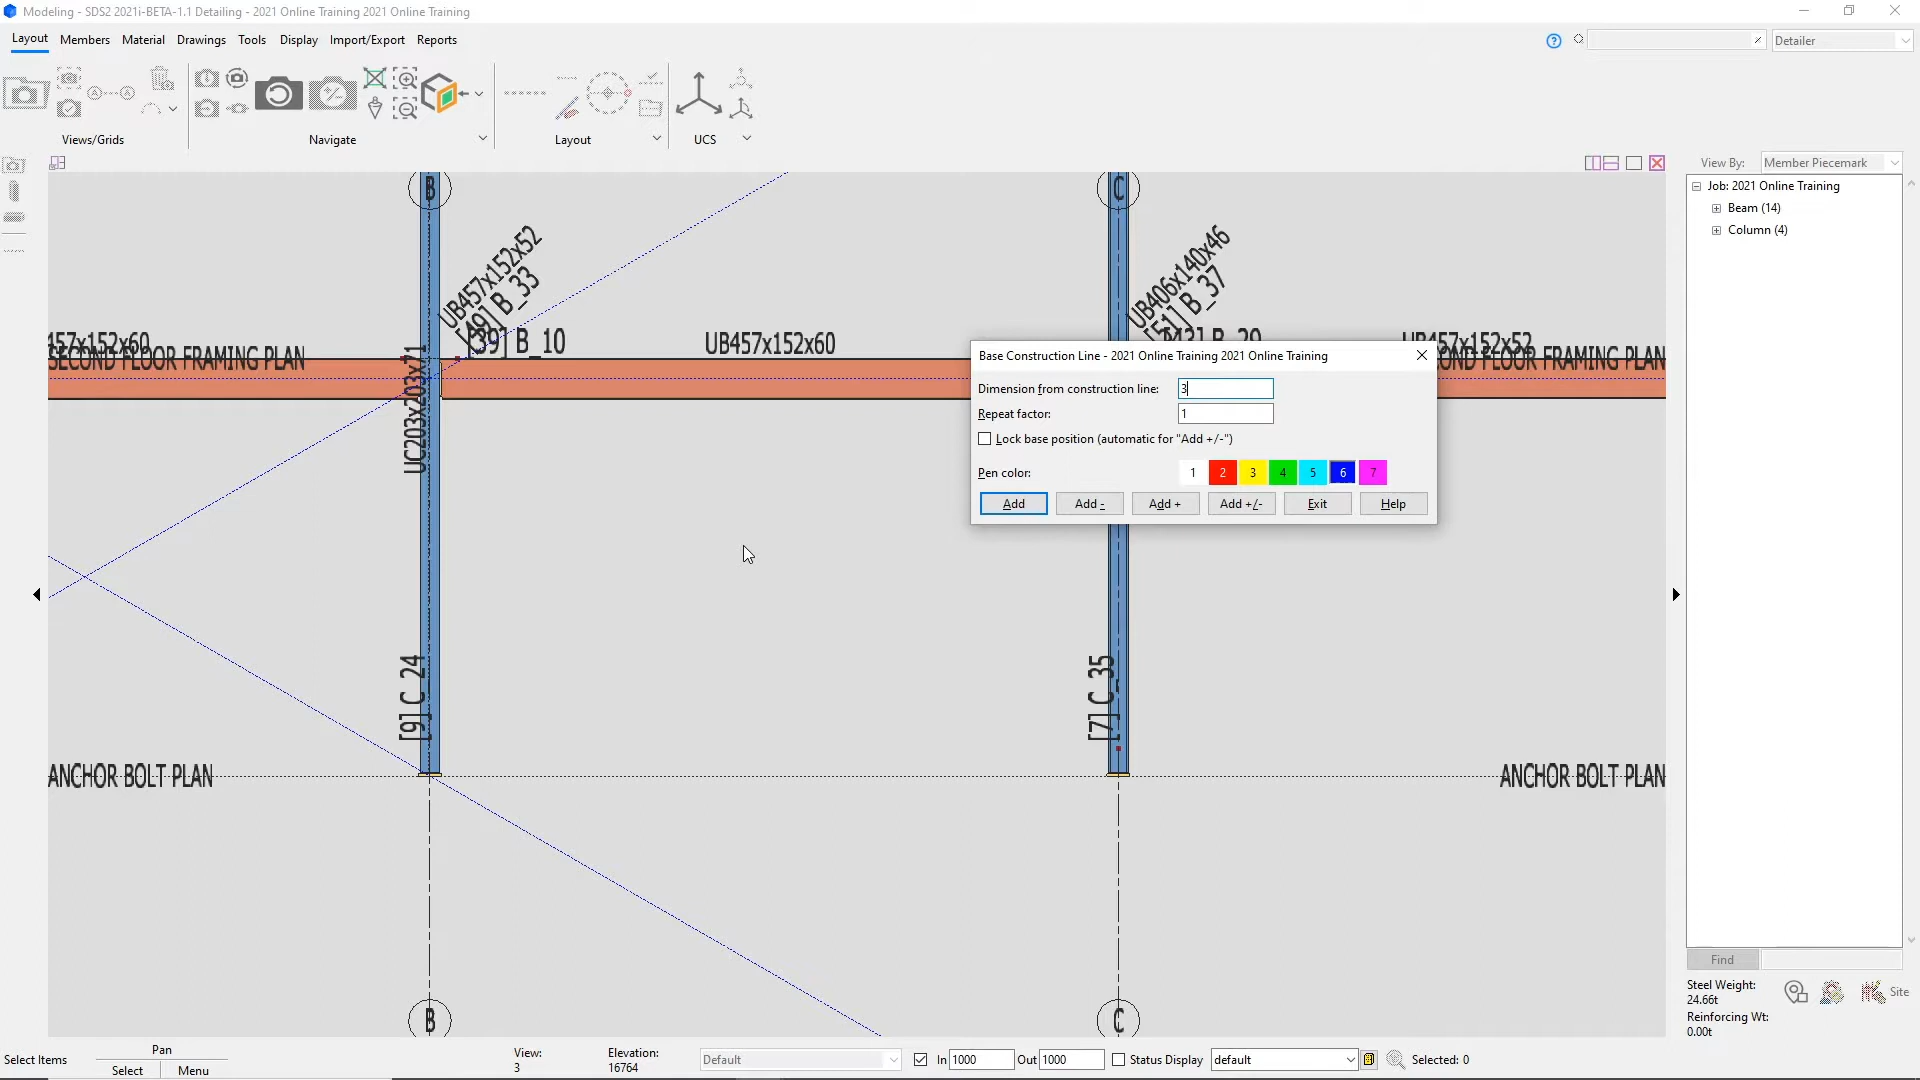 Modeling - SDS2 2021i-BETA-1.1 Detailing - 2021 Online Training 2021 Online Training
Layout Members Material Drawings Tools Display Import/Export Reports
Detailer
Views/Grids Navigate Layout UCS
View By: Member Piecemark
Job: 2021 Online Training
Beam (14)
Column (4)
B
C
UB457x152x52
[49] B_33
UB406x140x46
[51] B_37
457x152x60
SECOND FLOOR FRAMING PLAN
[39] B_10
UB457x152x60
UB457x152x52
OND FLOOR FRAMING PLAN
UC203x203x71
Base Construction Line - 2021 Online Training 2021 Online Training
Dimension from construction line: 3
Repeat factor: 1
Lock base position (automatic for "Add +/-")
Pen color: 1 2 3 4 5 6 7
Add Add - Add + Add +/- Exit Help
[9] C_24
[7] C_35
ANCHOR BOLT PLAN
ANCHOR BOLT PLAN
B
C
Find
Steel Weight:
24.66t
Site
Reinforcing Wt:
0.00t
Select Items
Pan
Select Menu
View:
3
Elevation:
16764
Default
In 1000 Out 1000 Status Display default Selected: 0